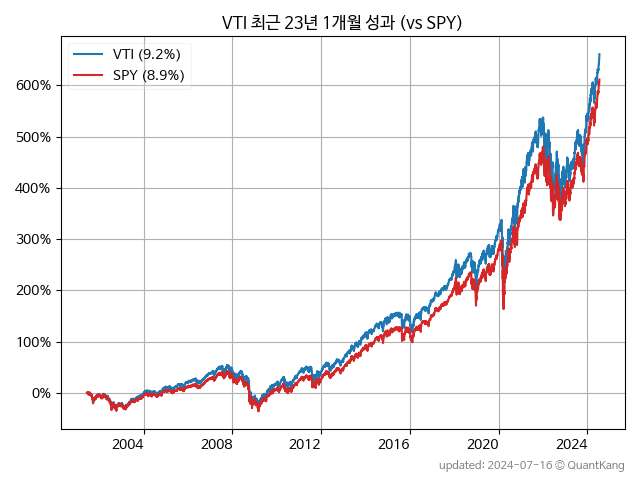 VTI 최근 23년 1개월 성과 (vs SPY)
VTI (9.2%)
SPY (8.9%)
600%
500%
400%
300%
200%
100%
0%
2004 2008 2012 2016 2020 2024
updated: 2024-07-16 © QuantKang